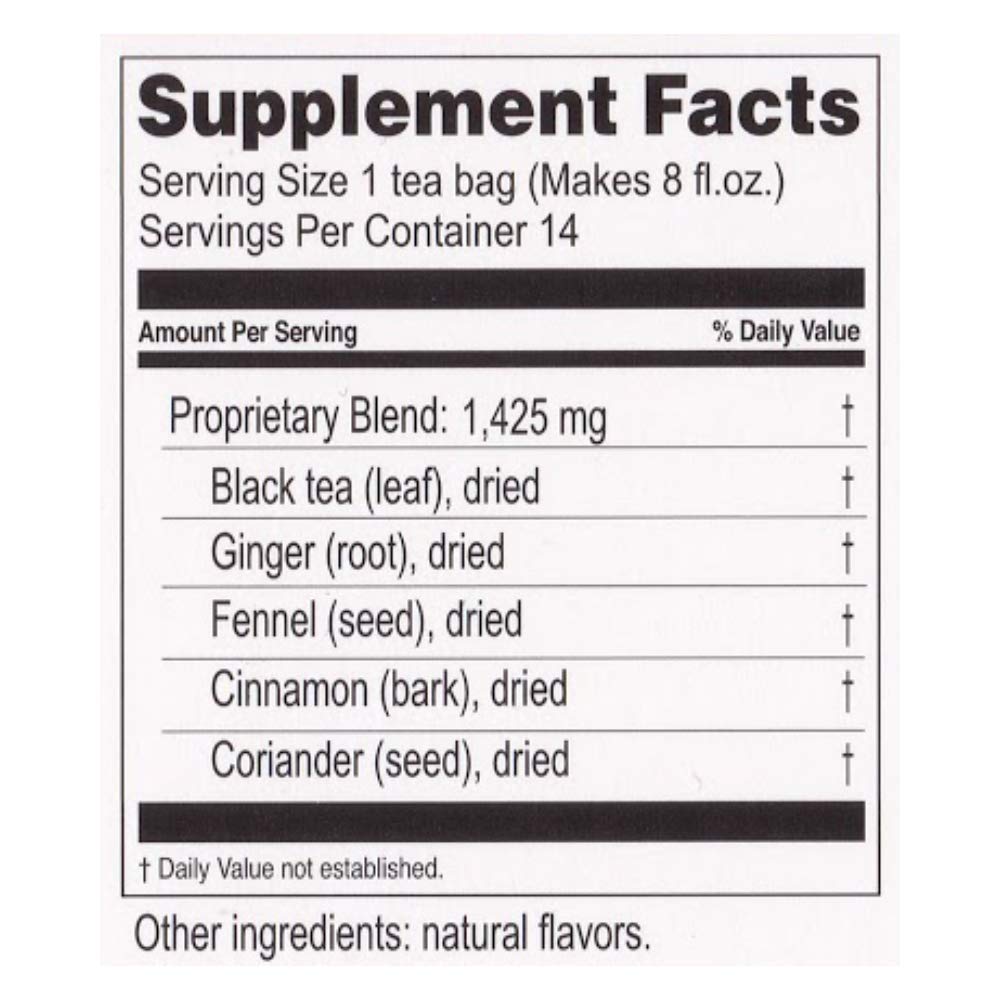 Supplement Facts
Serving Size 1 tea bag (Makes 8 fl.oz.)
Servings Per Container 14
Amount Per Serving % Daily Value
Proprietary Blend: 1,425 mg †
Black tea (leaf), dried †
Ginger (root), dried †
Fennel (seed), dried †
Cinnamon (bark), dried †
Coriander (seed), dried †
† Daily Value not established.
Other ingredients: natural flavors.